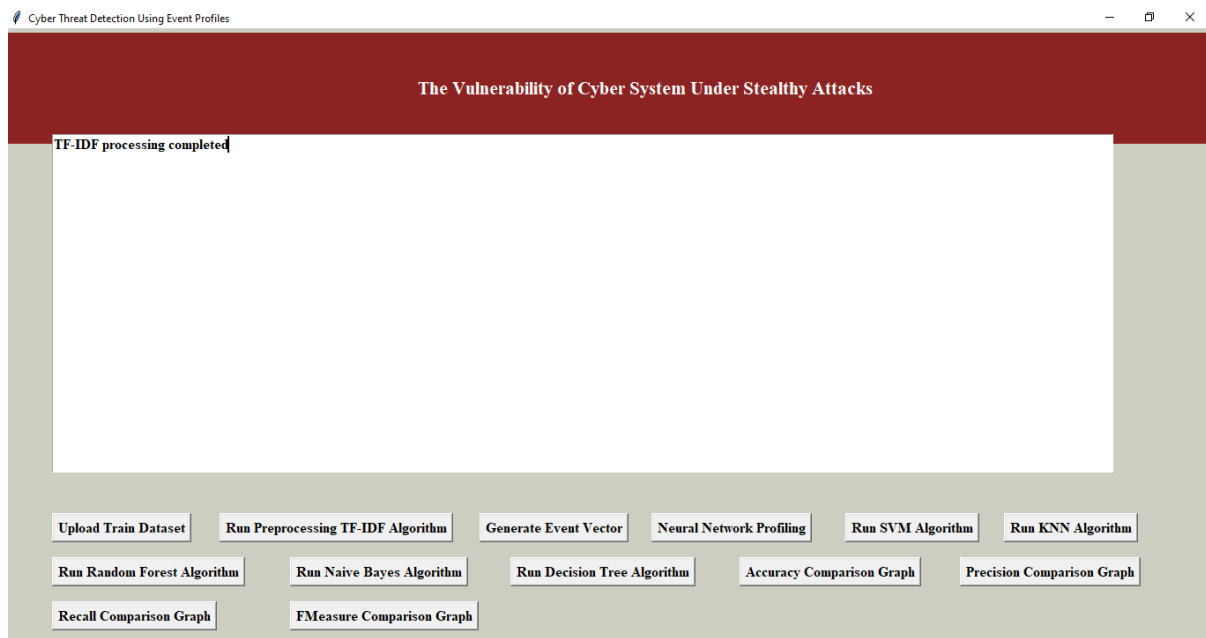 Cyber Threat Detection Using Event Profiles
The Vulnerability of Cyber System Under Stealthy Attacks
TF-IDF processing completed
Upload Train Dataset Run Preprocessing TF-IDF Algorithm Generate Event Vector Neural Network Profiling Run SVM Algorithm Run KNN Algorithm
Run Random Forest Algorithm Run Naive Bayes Algorithm Run Decision Tree Algorithm Accuracy Comparison Graph Precision Comparison Graph
Recall Comparison Graph FMeasure Comparison Graph